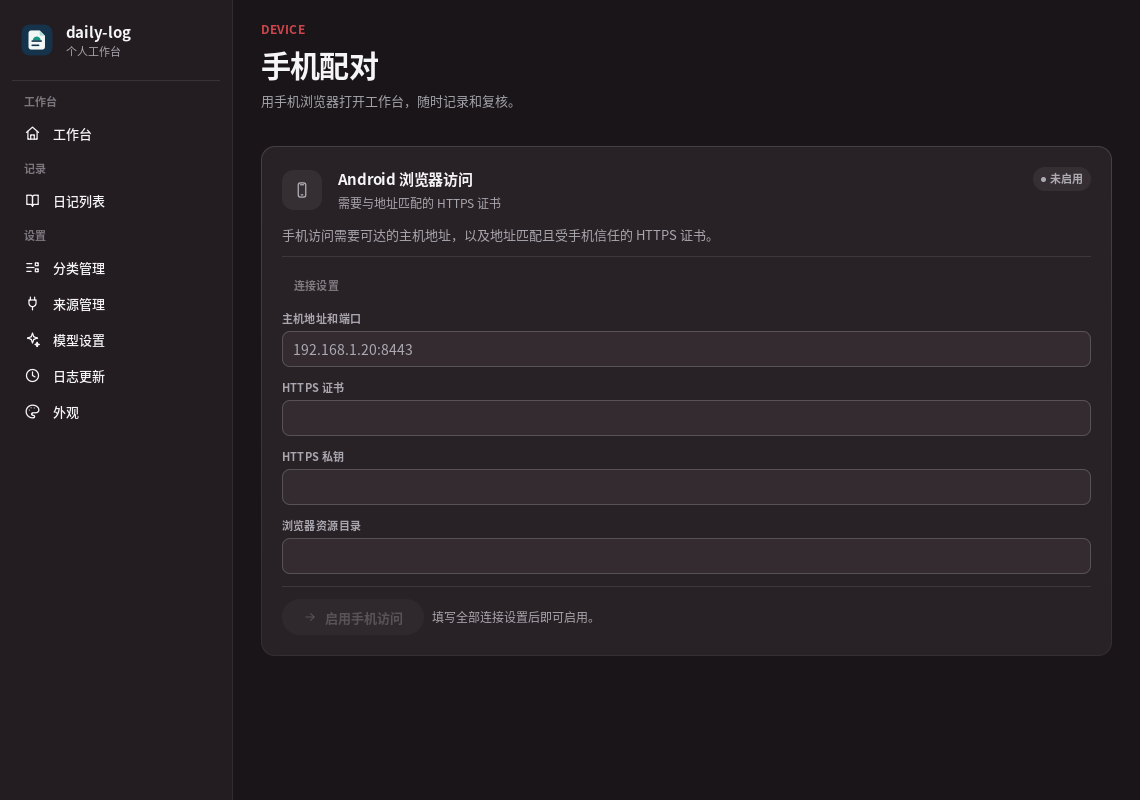 daily-log
个人工作台
工作台
工作台
记录
日记列表
设置
分类管理
来源管理
模型设置
日志更新
外观
DEVICE
手机配对
用手机浏览器打开工作台，随时记录和复核。
Android 浏览器访问
需要与地址匹配的 HTTPS 证书
未启用
手机访问需要可达的主机地址，以及地址匹配且受手机信任的 HTTPS 证书。
连接设置
主机地址和端口
192.168.1.20:8443
HTTPS 证书
HTTPS 私钥
浏览器资源目录
启用手机访问
填写全部连接设置后即可启用。